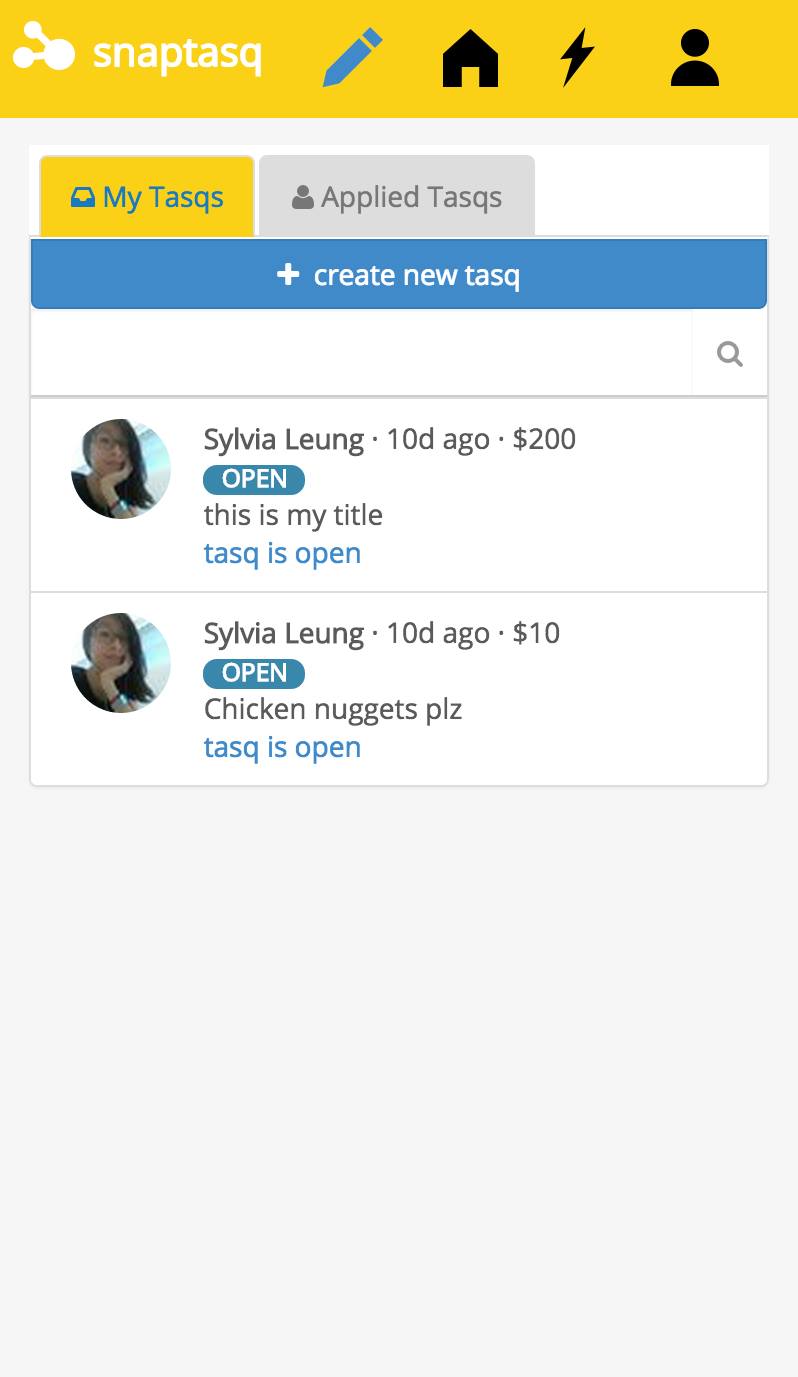 snaptasq
My Tasqs
Applied Tasqs
create new tasq
Sylvia Leung · 10d ago · $200
OPEN
this is my title
tasq is open
Sylvia Leung · 10d ago · $10
OPEN
Chicken nuggets plz
tasq is open